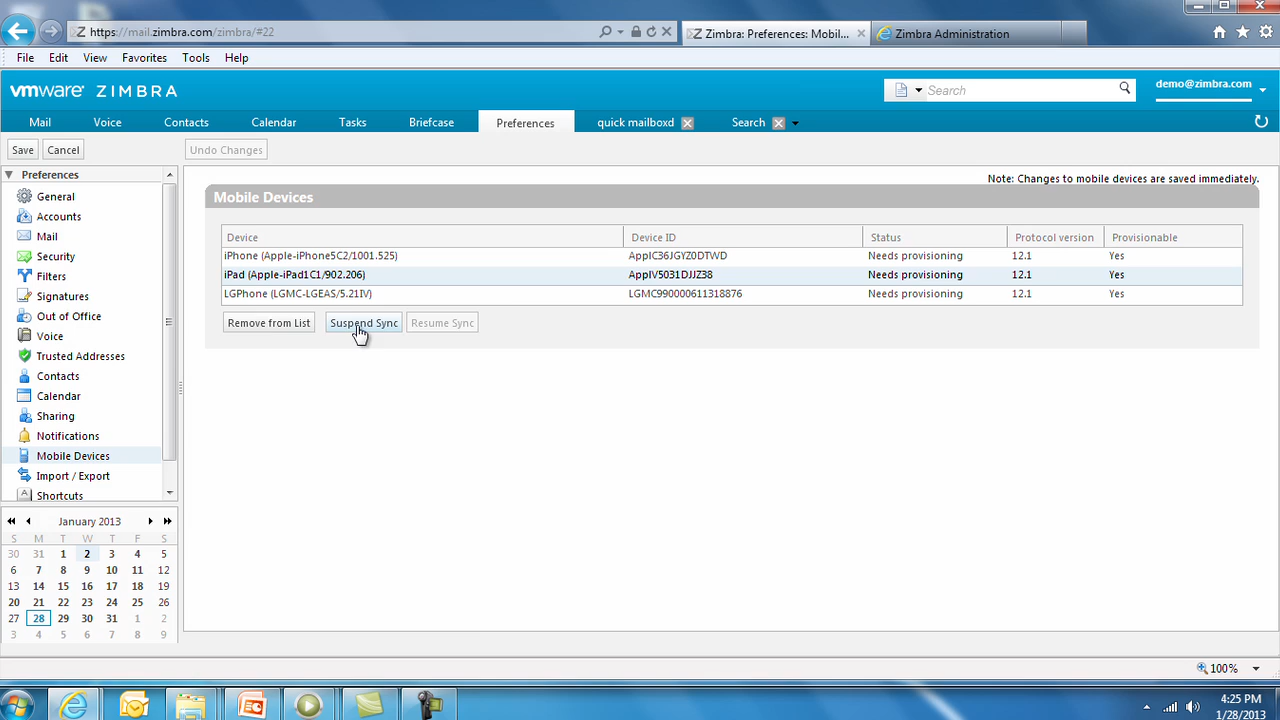 https://mail.zimbra.com/zimbra/#22
Zimbra: Preferences: Mobil...
Zimbra Administration
File Edit View Favorites Tools Help
vmware ZIMBRA
Search
demo@zimbra.com
Mail Voice Contacts Calendar Tasks Briefcase Preferences quick mailboxd Search
Save Cancel Undo Changes
Preferences
General
Accounts
Mail
Security
Filters
Signatures
Out of Office
Voice
Trusted Addresses
Contacts
Calendar
Sharing
Notifications
Mobile Devices
Import / Export
Shortcuts
Note: Changes to mobile devices are saved immediately.
Mobile Devices
Device Device ID Status Protocol version Provisionable
iPhone (Apple-iPhone5C2/1001.525) ApplC36JGYZ0DTWD Needs provisioning 12.1 Yes
iPad (Apple-iPad1C1/902.206) ApplV5031DJJZ38 Needs provisioning 12.1 Yes
LGPhone (LGMC-LGEAS/5.21IV) LGMC990000611318876 Needs provisioning 12.1 Yes
Remove from List Suspend Sync Resume Sync
January 2013
S M T W T F S
30 31 1 2 3 4 5
6 7 8 9 10 11 12
13 14 15 16 17 18 19
20 21 22 23 24 25 26
27 28 29 30 31 1 2
3 4 5 6 7 8 9
100%
4:25 PM
1/28/2013